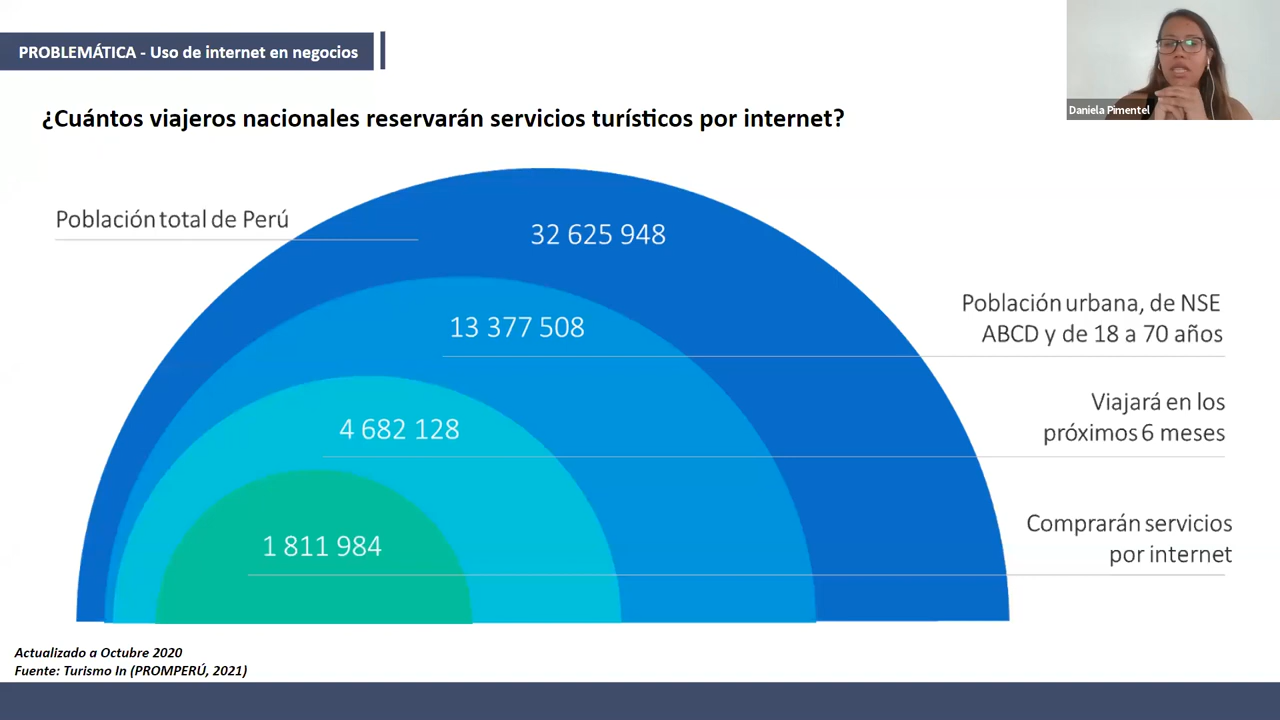 PROBLEMÁTICA - Uso de internet en negocios
Daniela Pimentel
¿Cuántos viajeros nacionales reservarán servicios turísticos por internet?
Población total de Perú
32 625 948
Población urbana, de NSE
ABCD y de 18 a 70 años
13 377 508
Viajará en los
próximos 6 meses
4 682 128
Comprarán servicios
por internet
1 811 984
Actualizado a Octubre 2020
Fuente: Turismo In (PROMPERÚ, 2021)